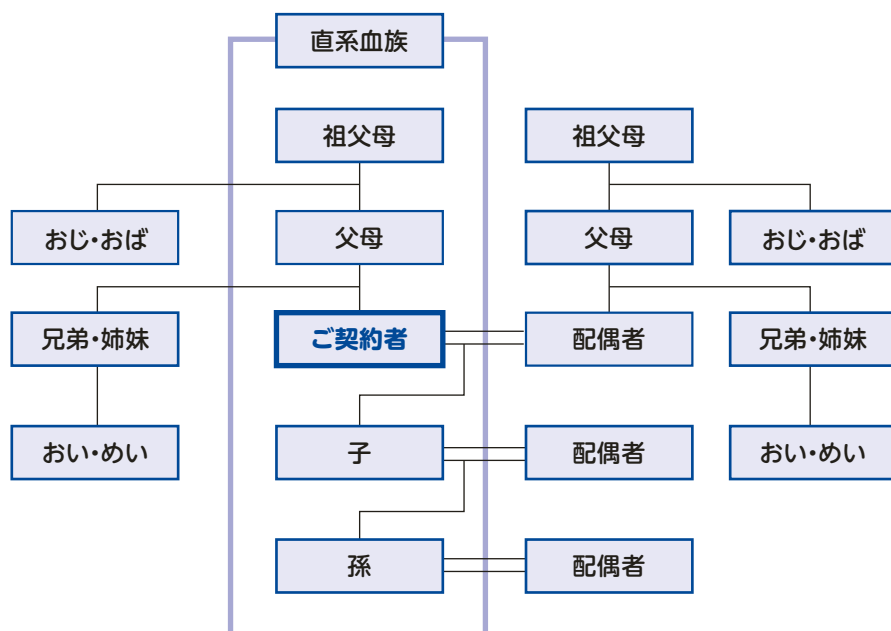 直系血族
祖父母
祖父母
おじ・おば
父母
父母
おじ・おば
兄弟・姉妹
ご契約者
配偶者
兄弟・姉妹
おい・めい
子
配偶者
おい・めい
孫
配偶者